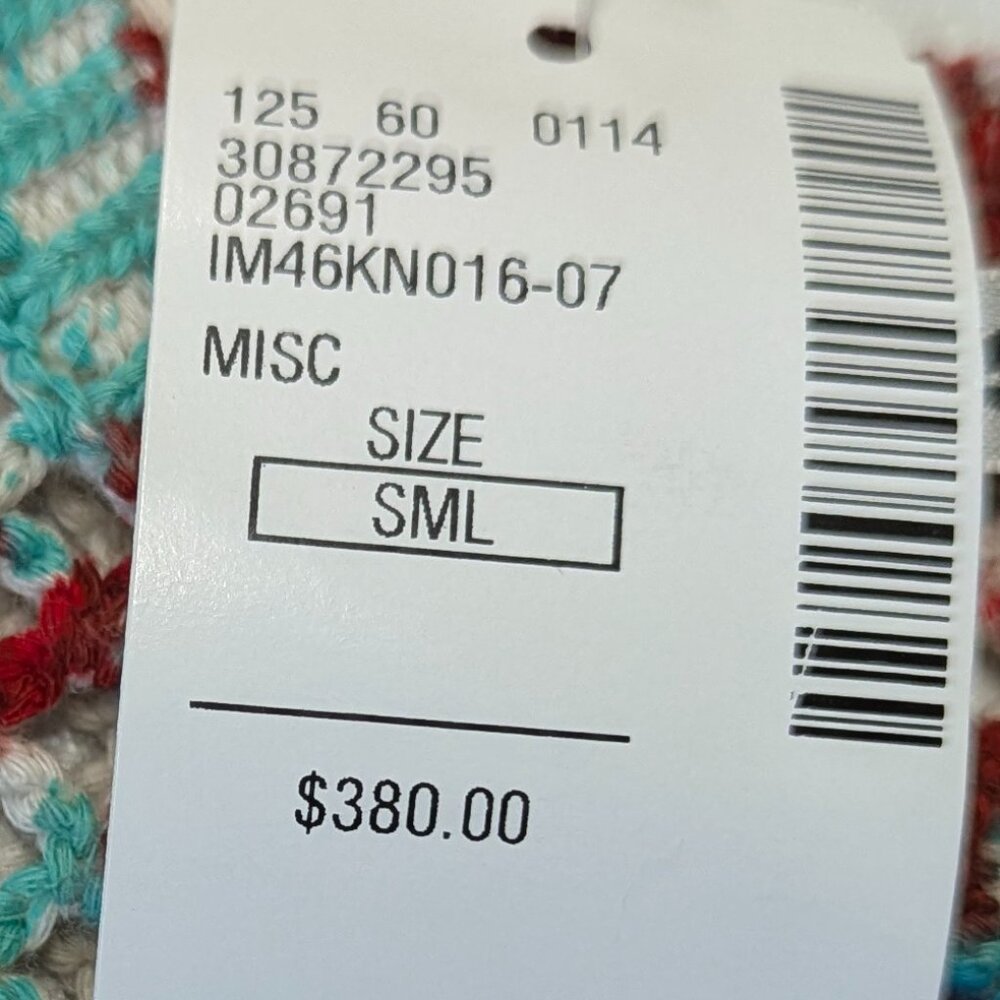 125 60 0114
30872295
02691
IM46KN016-07
MISC
SIZE
SML
$380.00